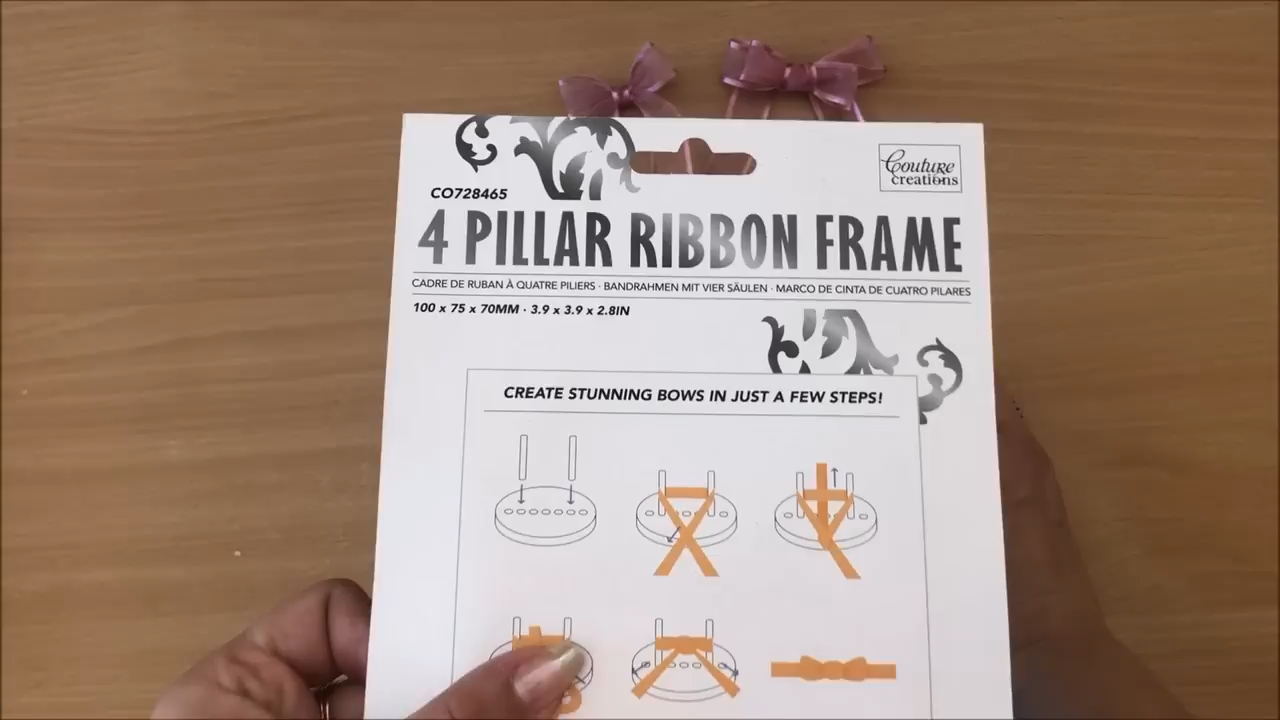 Couture
creations
CO728465
4 PILLAR RIBBON FRAME
CADRE DE RUBAN À QUATRE PILIERS · BANDRAHMEN MIT VIER SÄULEN · MARCO DE CINTA DE CUATRO PILARES
100 x 75 x 70MM · 3.9 x 3.9 x 2.8IN
CREATE STUNNING BOWS IN JUST A FEW STEPS!